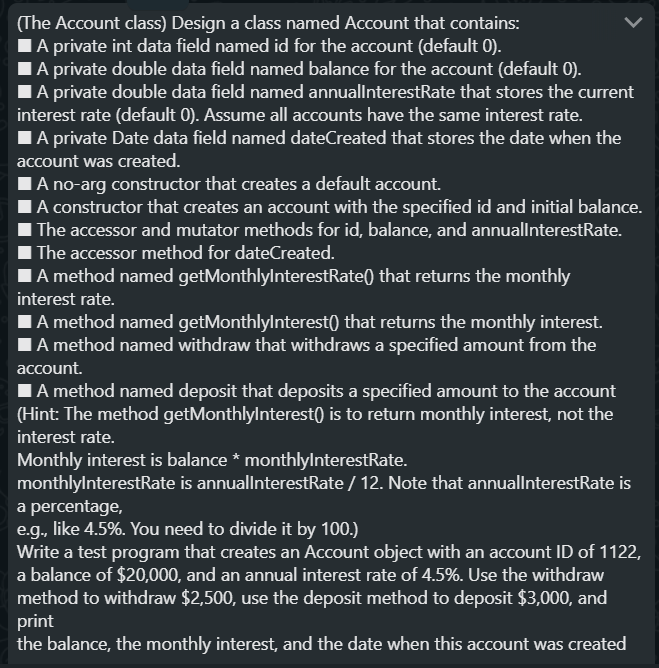 (The Account class) Design a class named Account that contains:
■ A private int data field named id for the account (default 0).
■ A private double data field named balance for the account (default 0).
■ A private double data field named annualInterestRate that stores the current
interest rate (default 0). Assume all accounts have the same interest rate.
■ A private Date data field named dateCreated that stores the date when the
account was created.
■ A no-arg constructor that creates a default account.
■ A constructor that creates an account with the specified id and initial balance.
■ The accessor and mutator methods for id, balance, and annualInterestRate.
■ The accessor method for dateCreated.
■ A method named getMonthlyInterestRate() that returns the monthly
interest rate.
■ A method named getMonthlyInterest() that returns the monthly interest.
■ A method named withdraw that withdraws a specified amount from the
account.
■ A method named deposit that deposits a specified amount to the account
(Hint: The method getMonthlyInterest() is to return monthly interest, not the
interest rate.
Monthly interest is balance * monthlyInterestRate.
monthlyInterestRate is annualInterestRate / 12. Note that annualInterestRate is
a percentage,
e.g., like 4.5%. You need to divide it by 100.)
Write a test program that creates an Account object with an account ID of 1122,
a balance of $20,000, and an annual interest rate of 4.5%. Use the withdraw
method to withdraw $2,500, use the deposit method to deposit $3,000, and
print
the balance, the monthly interest, and the date when this account was created